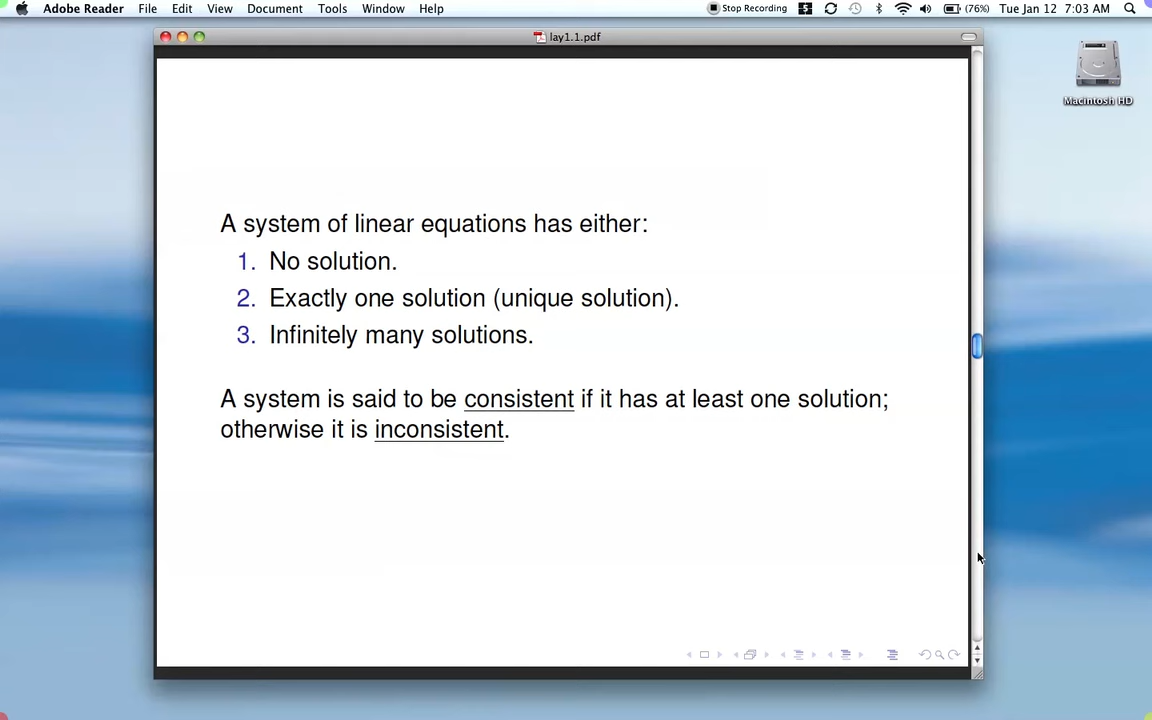 Adobe Reader File Edit View Document Tools Window Help Stop Recording (76%) Tue Jan 12 7:03 AM
lay1.1.pdf
Macintosh HD
A system of linear equations has either:
1. No solution.
2. Exactly one solution (unique solution).
3. Infinitely many solutions.
A system is said to be consistent if it has at least one solution;
otherwise it is inconsistent.